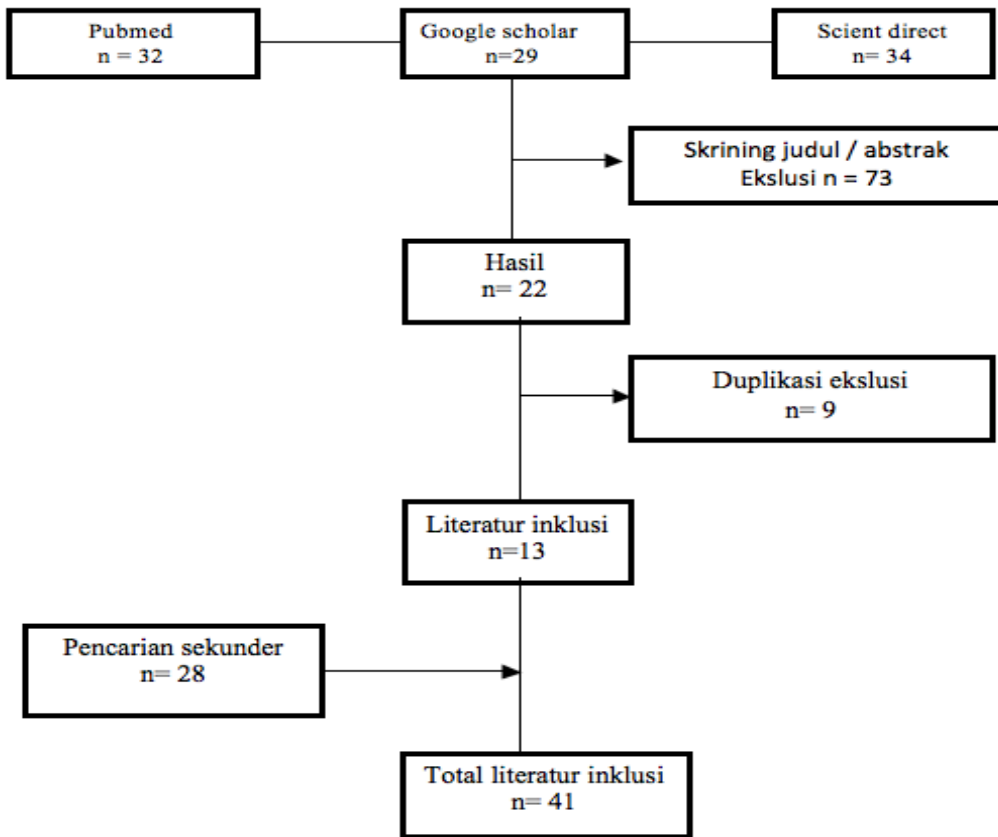 Pubmed
n = 32
Google scholar
n=29
Scient direct
n= 34
Skrining judul / abstrak
Ekslusi n = 73
Hasil
n= 22
Duplikasi ekslusi
n= 9
Literatur inklusi
n=13
Pencarian sekunder
n= 28
Total literatur inklusi
n= 41